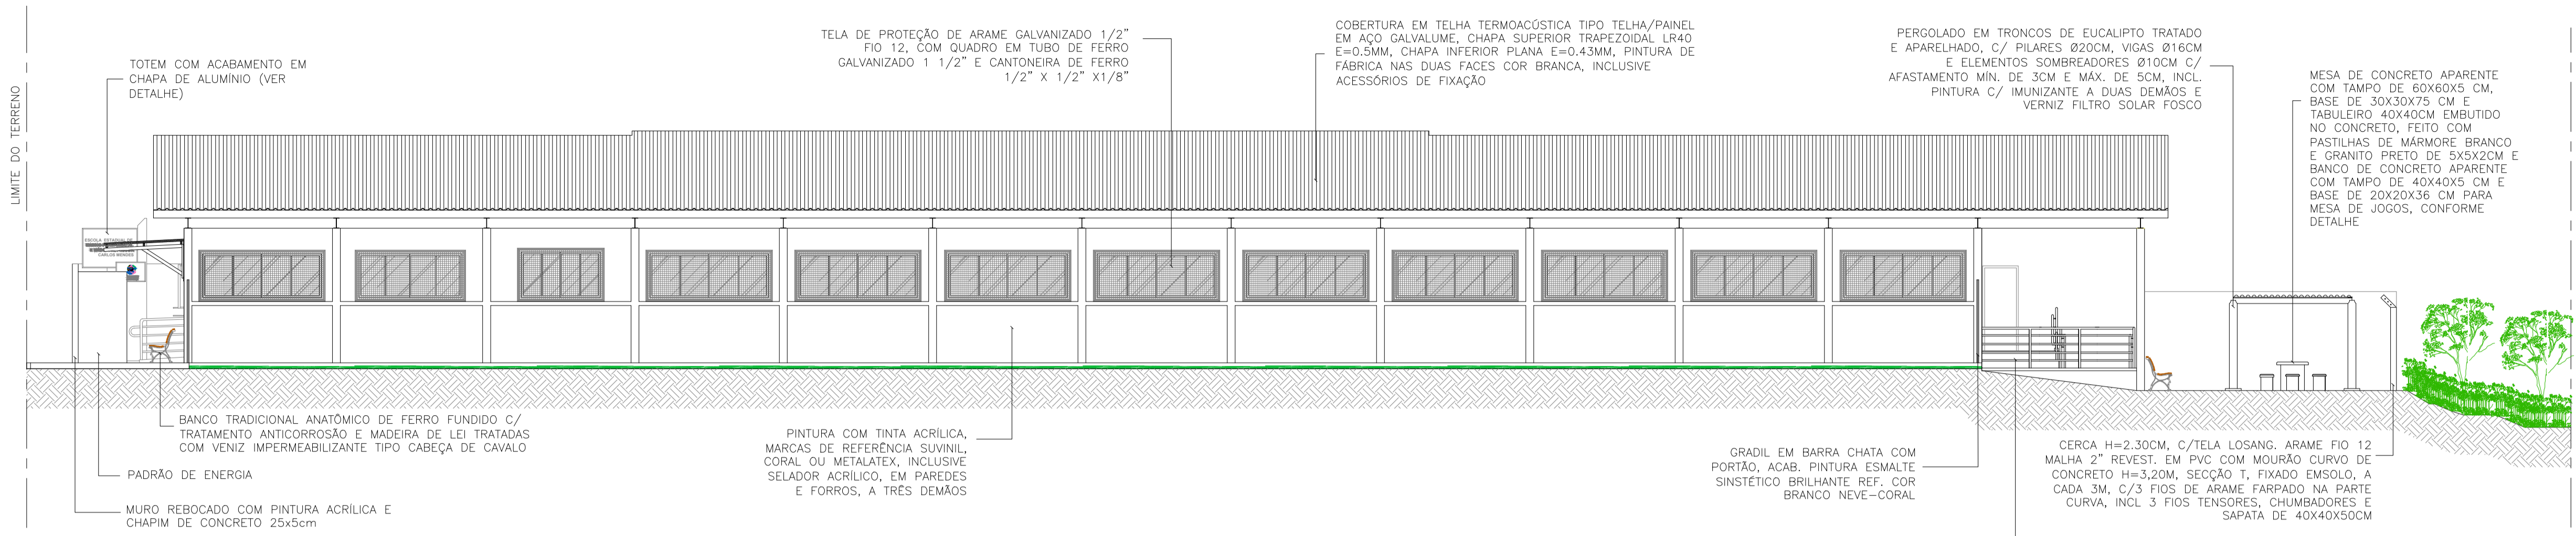 LIMITE DO TERRENO
TOTEM COM ACABAMENTO EM
CHAPA DE ALUMÍNIO (VER
DETALHE)
TELA DE PROTEÇÃO DE ARAME GALVANIZADO 1/2"
FIO 12, COM QUADRO EM TUBO DE FERRO
GALVANIZADO 1 1/2" E CANTONEIRA DE FERRO
1/2" X 1/2" X1/8"
COBERTURA EM TELHA TERMOACÚSTICA TIPO TELHA/PAINEL
EM AÇO GALVALUME, CHAPA SUPERIOR TRAPEZOIDAL LR40
E=0.5MM, CHAPA INFERIOR PLANA E=0.43MM, PINTURA DE
FÁBRICA NAS DUAS FACES COR BRANCA, INCLUSIVE
ACESSÓRIOS DE FIXAÇÃO
PERGOLADO EM TRONCOS DE EUCALIPTO TRATADO
E APARELHADO, C/ PILARES Ø20CM, VIGAS Ø16CM
E ELEMENTOS SOMBREADORES Ø10CM C/
AFASTAMENTO MÍN. DE 3CM E MÁX. DE 5CM, INCL.
PINTURA C/ IMUNIZANTE A DUAS DEMÃOS E
VERNIZ FILTRO SOLAR FOSCO
MESA DE CONCRETO APARENTE
COM TAMPO DE 60X60X5 CM,
BASE DE 30X30X75 CM E
TABULEIRO 40X40CM EMBUTIDO
NO CONCRETO, FEITO COM
PASTILHAS DE MÁRMORE BRANCO
E GRANITO PRETO DE 5X5X2CM E
BANCO DE CONCRETO APARENTE
COM TAMPO DE 40X40X5 CM E
BASE DE 20X20X36 CM PARA
MESA DE JOGOS, CONFORME
DETALHE
ESCOLA ESTADUAL DE
CARLOS MENDES
BANCO TRADICIONAL ANATÔMICO DE FERRO FUNDIDO C/
TRATAMENTO ANTICORROSÃO E MADEIRA DE LEI TRATADAS
COM VENIZ IMPERMEABILIZANTE TIPO CABEÇA DE CAVALO
PADRÃO DE ENERGIA
MURO REBOCADO COM PINTURA ACRÍLICA E
CHAPIM DE CONCRETO 25x5cm
PINTURA COM TINTA ACRÍLICA,
MARCAS DE REFERÊNCIA SUVINIL,
CORAL OU METALATEX, INCLUSIVE
SELADOR ACRÍLICO, EM PAREDES
E FORROS, A TRÊS DEMÃOS
GRADIL EM BARRA CHATA COM
PORTÃO, ACAB. PINTURA ESMALTE
SINSTÉTICO BRILHANTE REF. COR
BRANCO NEVE-CORAL
CERCA H=2.30CM, C/TELA LOSANG. ARAME FIO 12
MALHA 2" REVEST. EM PVC COM MOURÃO CURVO DE
CONCRETO H=3,20M, SECÇÃO T, FIXADO EMSOLO, A
CADA 3M, C/3 FIOS DE ARAME FARPADO NA PARTE
CURVA, INCL 3 FIOS TENSORES, CHUMBADORES E
SAPATA DE 40X40X50CM